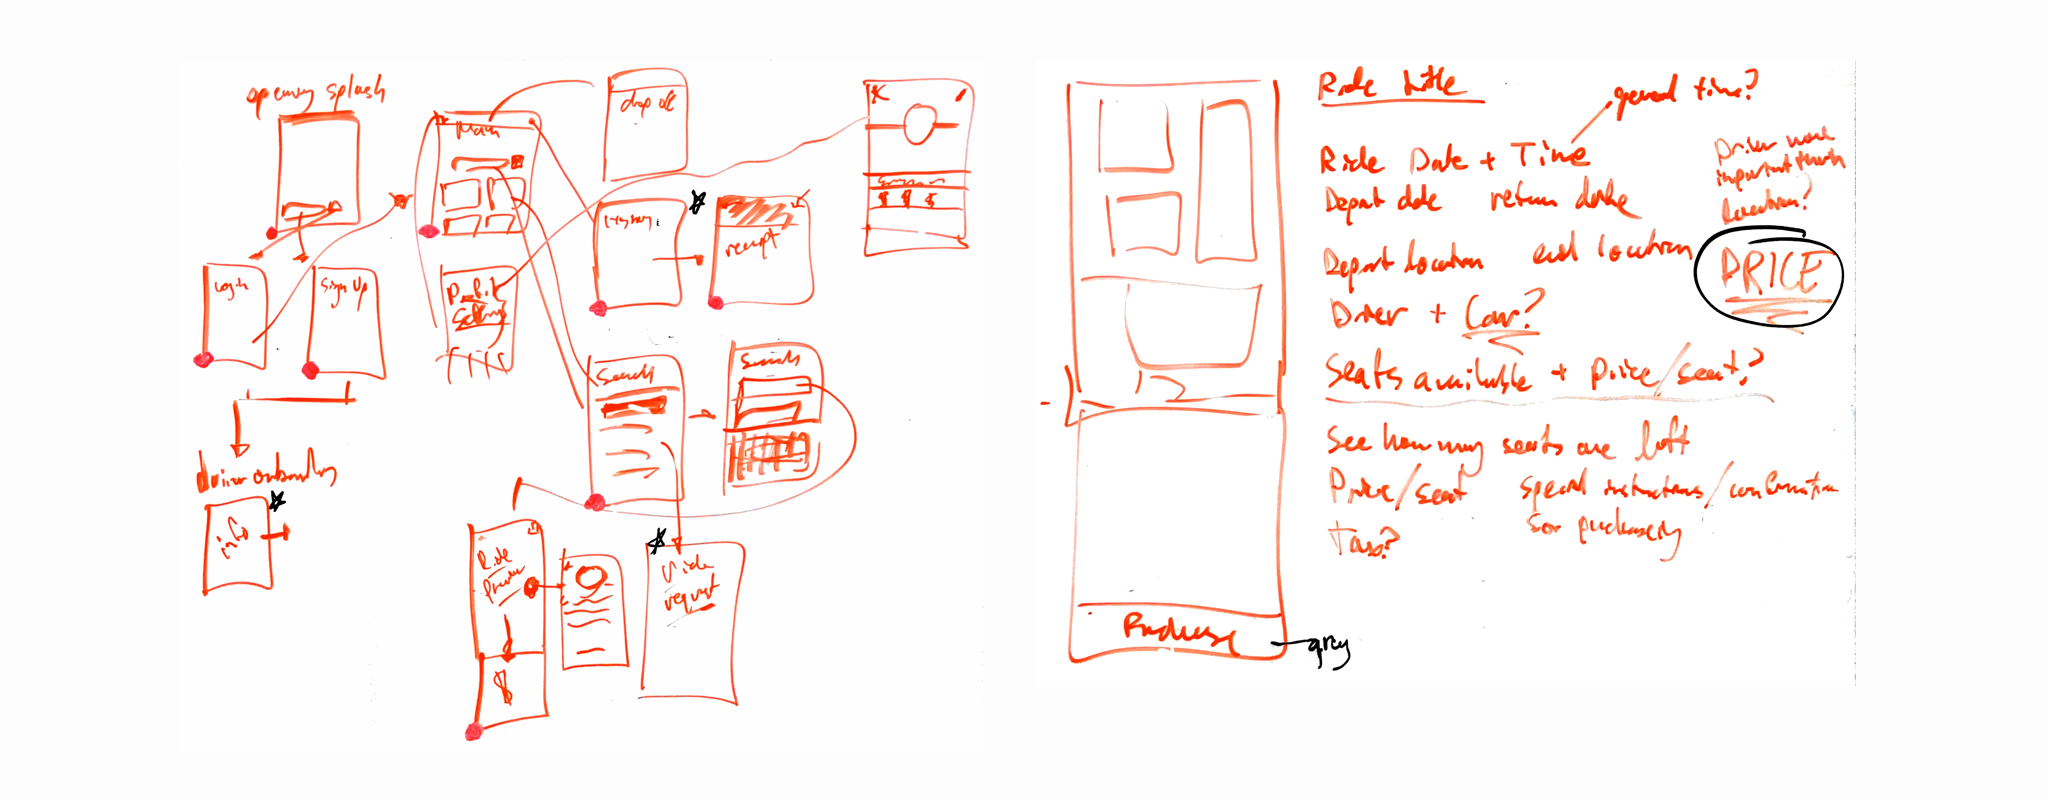 opening splash
Login
Sign Up
driver onboarding
info
Main
Profile
Settings
drop off
receipt
Search
Search
Ride
$
Ride
request
$ $ $
Ride title
general time?
Ride Date + Time
Depart date return date
Driver more
important than
location?
Depart location end location
PRICE
Driver + Car?
Seats available + Price/seat?
See how many seats are left
Price/seat special instructions/confirmation
for purchasing
Taxes?
Purchase
grey